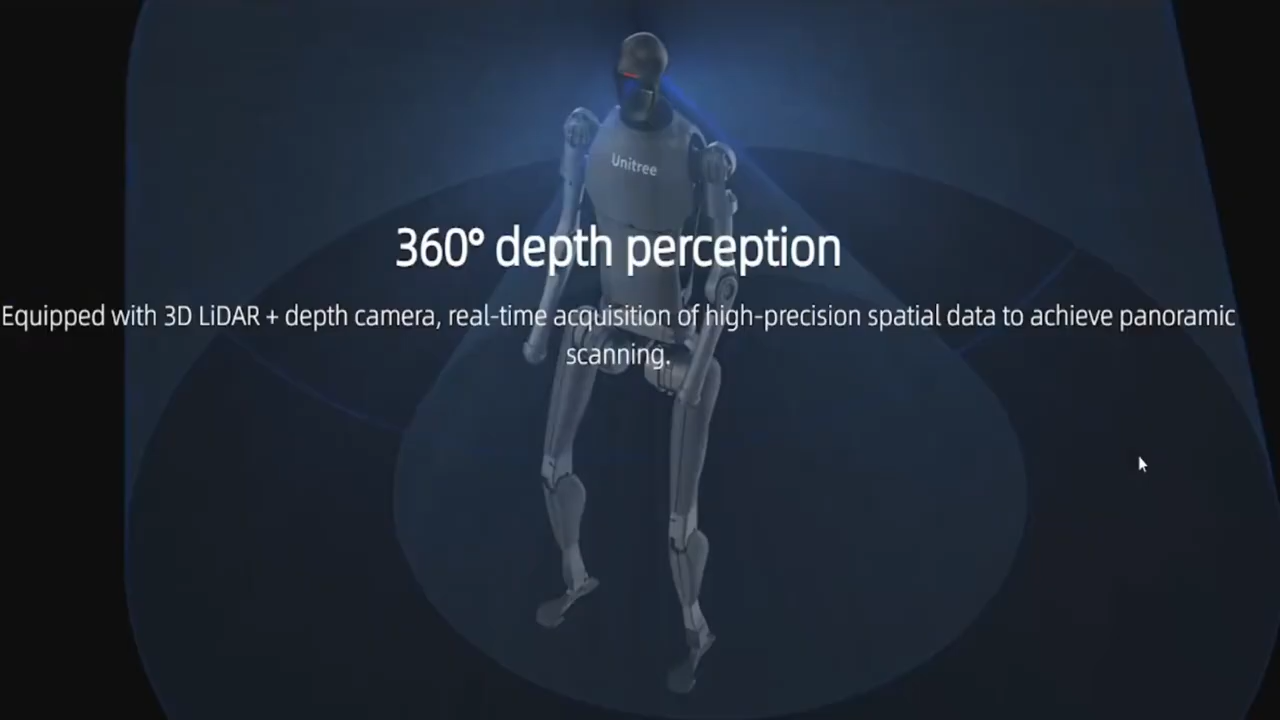 Unitree
360° depth perception
Equipped with 3D LiDAR + depth camera, real-time acquisition of high-precision spatial data to achieve panoramic
scanning.